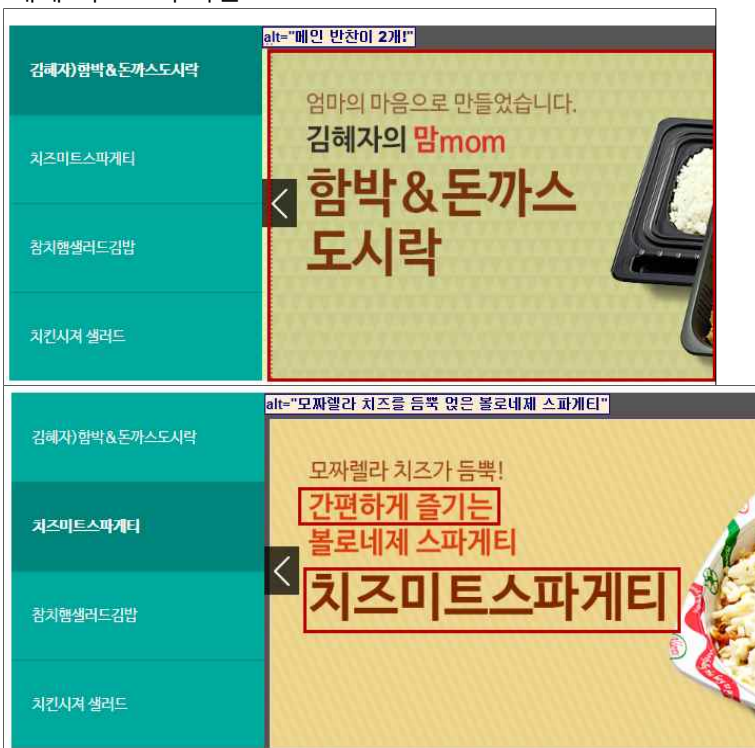 alt="메인 반찬이 2개!"
김혜자)함박&돈까스도시락
치즈미트스파게티
참치햄샐러드김밥
치킨시져 샐러드
엄마의 마음으로 만들었습니다.
김혜자의 맘mom
함박&돈까스
도시락
alt="모짜렐라 치즈를 듬뿍 얹은 볼로네제 스파게티"
김혜자)함박&돈까스도시락
치즈미트스파게티
참치햄샐러드김밥
치킨시져 샐러드
모짜렐라 치즈가 듬뿍!
간편하게 즐기는
볼로네제 스파게티
치즈미트스파게티